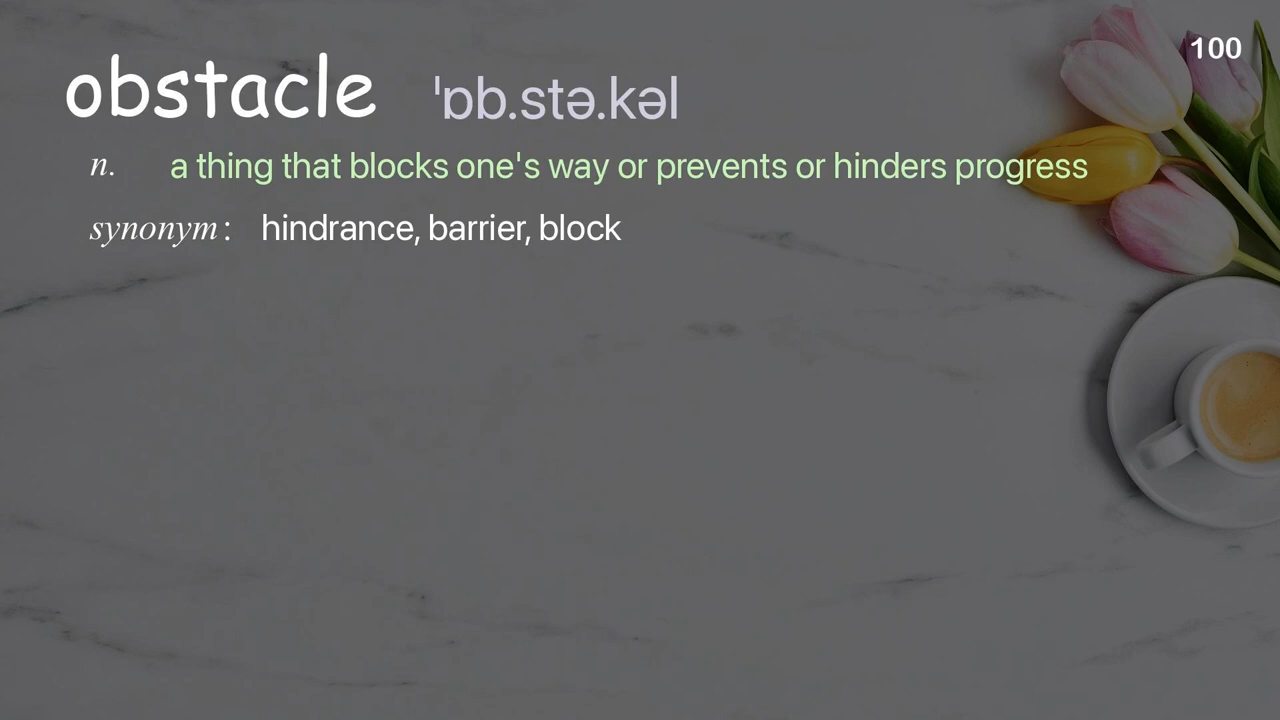 100
obstacle ˈɒb.stə.kəl
n. a thing that blocks one's way or prevents or hinders progress
synonym : hindrance, barrier, block